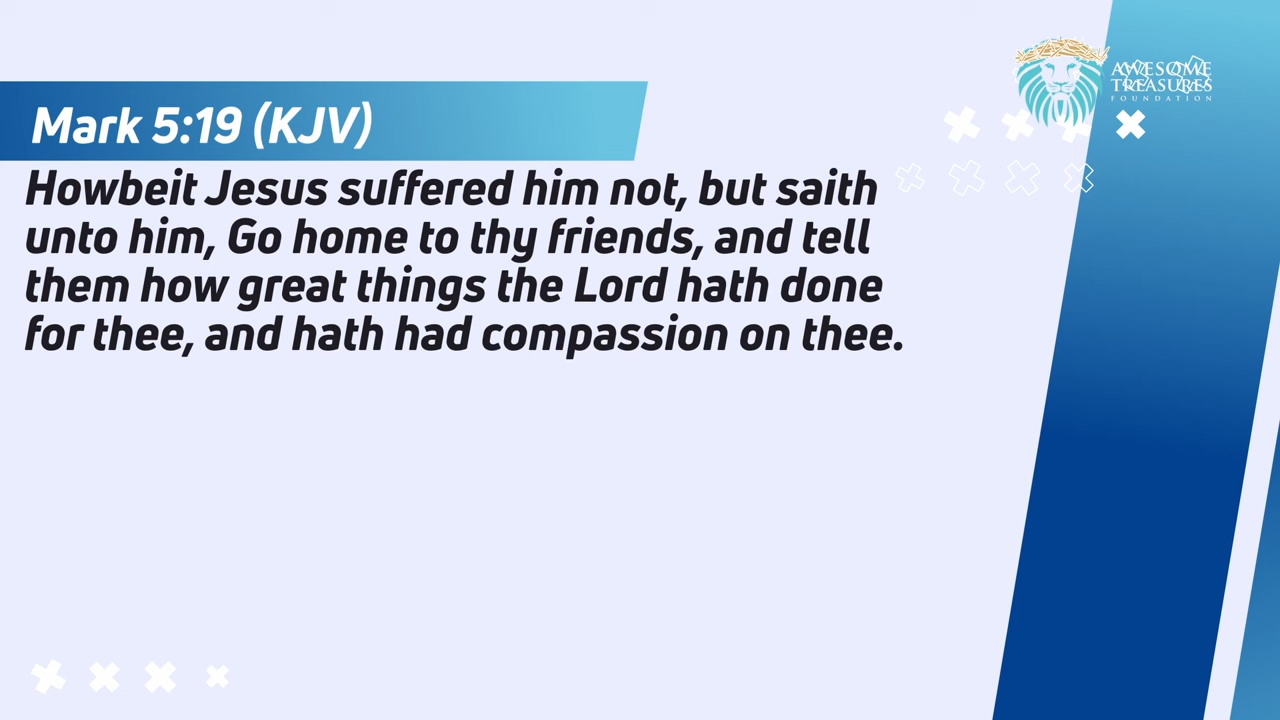 AWESOME
TREASURES
FOUNDATION
Mark 5:19 (KJV)
Howbeit Jesus suffered him not, but saith
unto him, Go home to thy friends, and tell
them how great things the Lord hath done
for thee, and hath had compassion on thee.